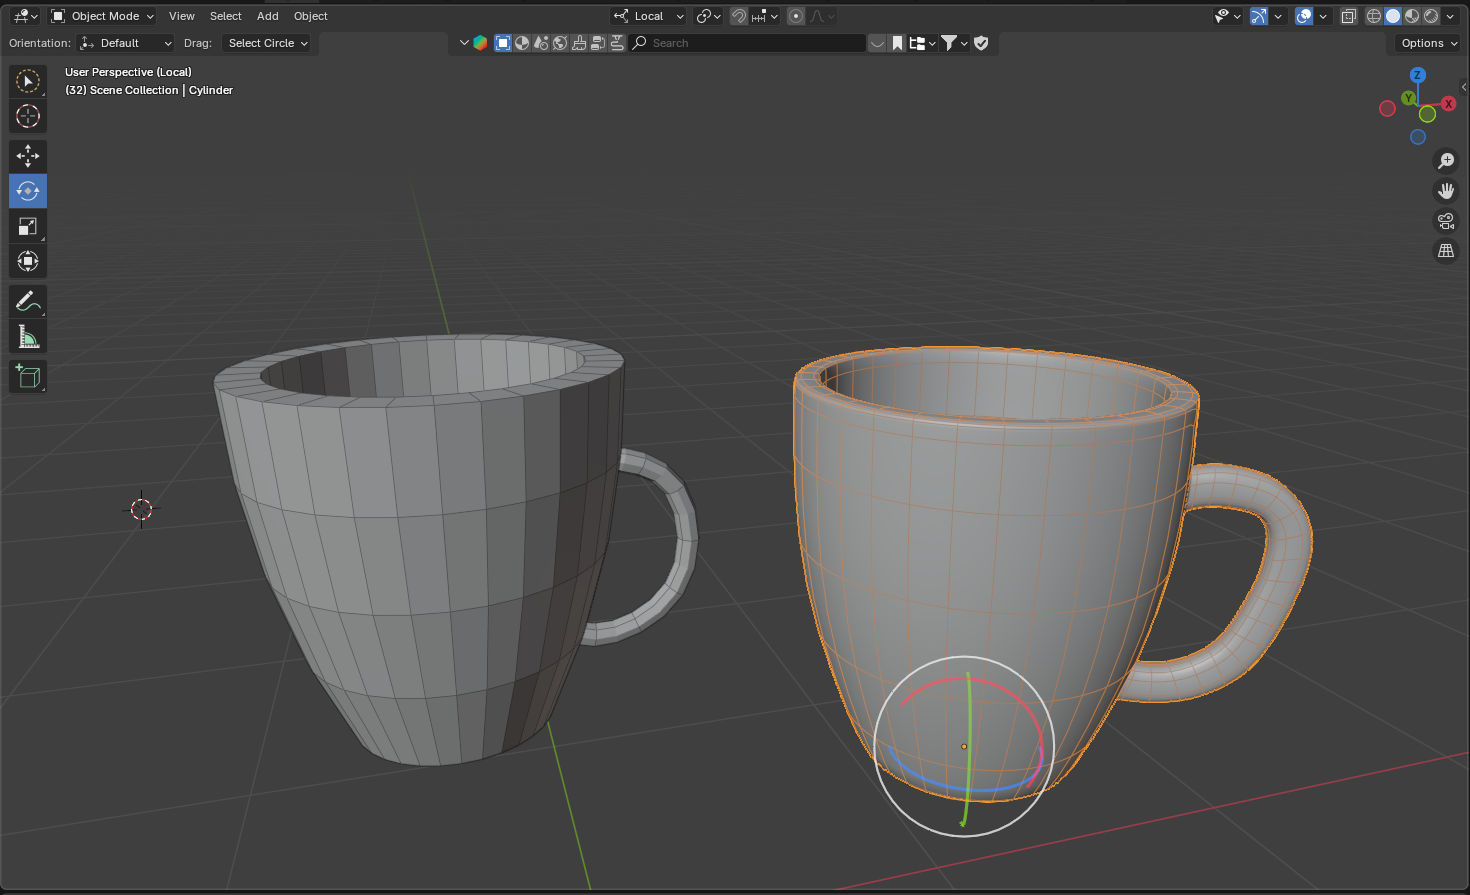 Object Mode View Select Add Object Local
Orientation: Default Drag: Select Circle Search Options
User Perspective (Local)
(32) Scene Collection | Cylinder
Z
Y
X